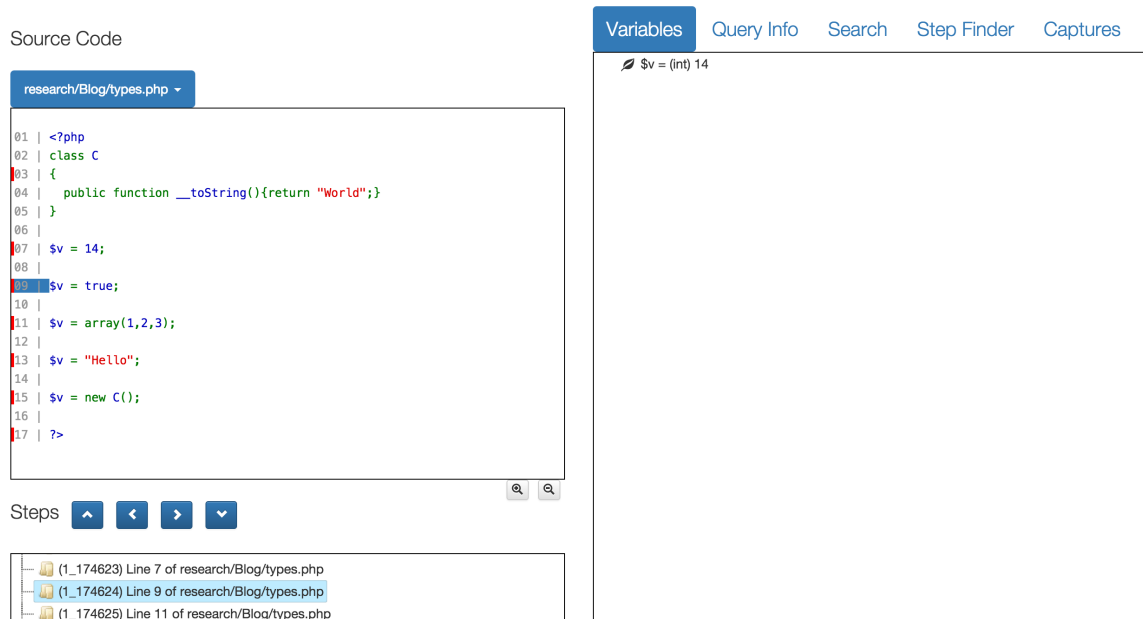 Source Code
research/Blog/types.php
01 | <?php
02 | class C
03 | {
04 |   public function __toString(){return "World";}
05 | }
06 |
07 | $v = 14;
08 |
09 | $v = true;
10 |
11 | $v = array(1,2,3);
12 |
13 | $v = "Hello";
14 |
15 | $v = new C();
16 |
17 | ?>
Steps
(1_174623) Line 7 of research/Blog/types.php
(1_174624) Line 9 of research/Blog/types.php
(1_174625) Line 11 of research/Blog/types.php
Variables Query Info Search Step Finder Captures
$v = (int) 14